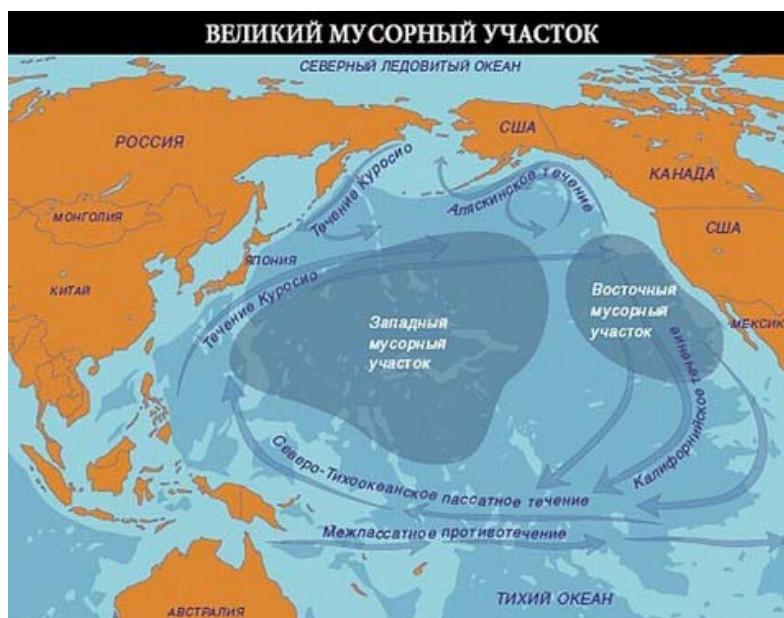 ВЕЛИКИЙ МУСОРНЫЙ УЧАСТОК
СЕВЕРНЫЙ ЛЕДОВИТЫЙ ОКЕАН
США
РОССИЯ
Течение Куросио
Аляскинское течение
КАНАДА
МОНГОЛИЯ
США
ЯПОНИЯ
КИТАЙ
Течение Куросио
Западный
мусорный
участок
Восточный
мусорный
участок
МЕКСИК
Калифорнийское течение
Северо-Тихоокеанское пассатное течение
Межпассатное противотечение
ТИХИЙ ОКЕАН
АВСТРАЛИЯ